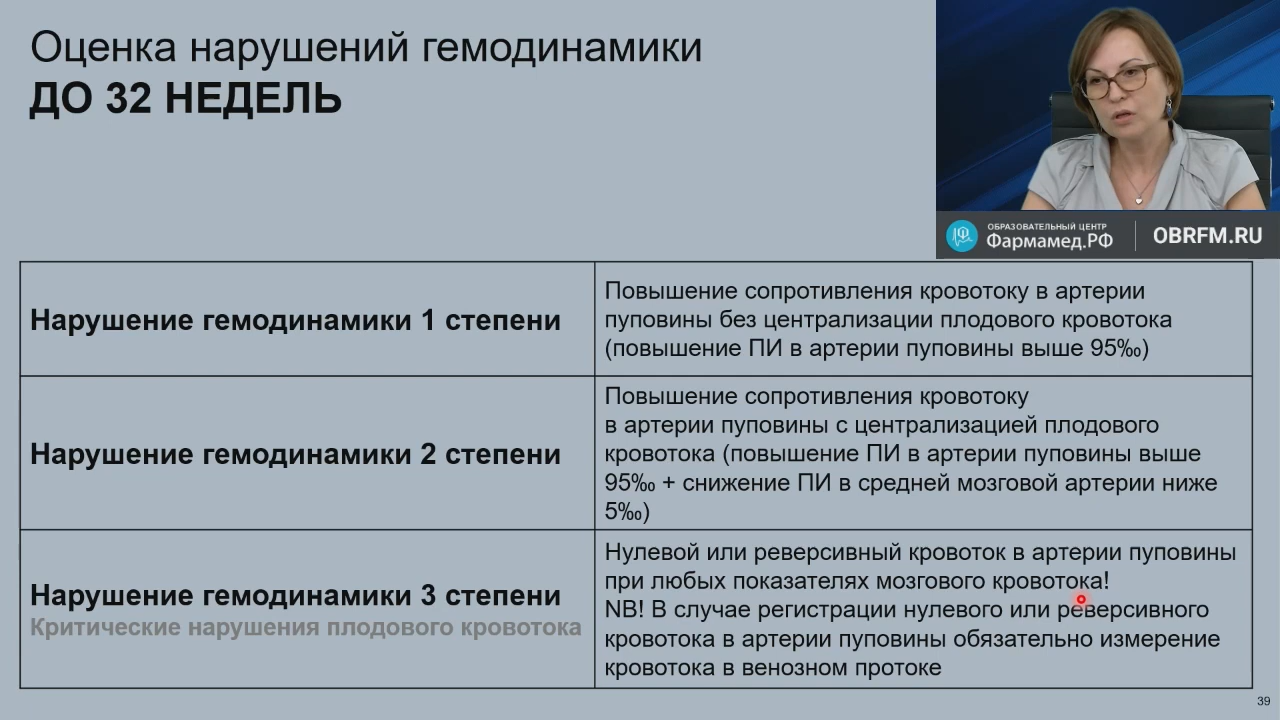 Оценка нарушений гемодинамики
ДО 32 НЕДЕЛЬ
ОБРАЗОВАТЕЛЬНЫЙ ЦЕНТР
Фармамед.РФ
OBRFM.RU
Нарушение гемодинамики 1 степени
Повышение сопротивления кровотоку в артерии
пуповины без централизации плодового кровотока
(повышение ПИ в артерии пуповины выше 95‰)
Нарушение гемодинамики 2 степени
Повышение сопротивления кровотоку
в артерии пуповины с централизацией плодового
кровотока (повышение ПИ в артерии пуповины выше
95‰ + снижение ПИ в средней мозговой артерии ниже
5‰)
Нарушение гемодинамики 3 степени
Критические нарушения плодового кровотока
Нулевой или реверсивный кровоток в артерии пуповины
при любых показателях мозгового кровотока!
NB! В случае регистрации нулевого или реверсивного
кровотока в артерии пуповины обязательно измерение
кровотока в венозном протоке
39